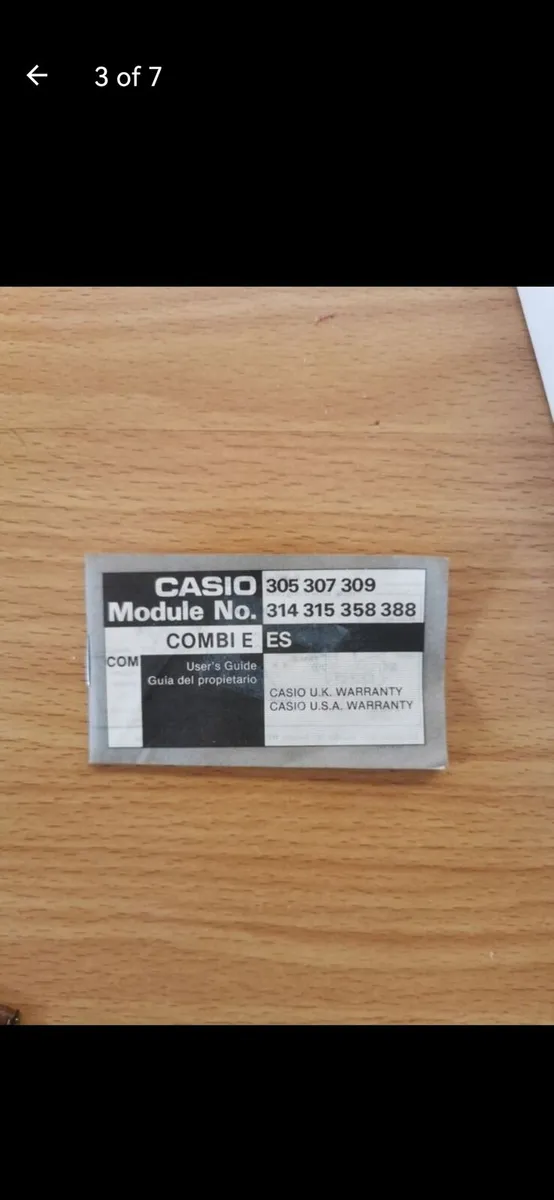 3 of 7
CASIO 305 307 309
Module No. 314 315 358 388
COMBI E ES
COM
User's Guide
Guia del propietario
CASIO U.K. WARRANTY
CASIO U.S.A. WARRANTY